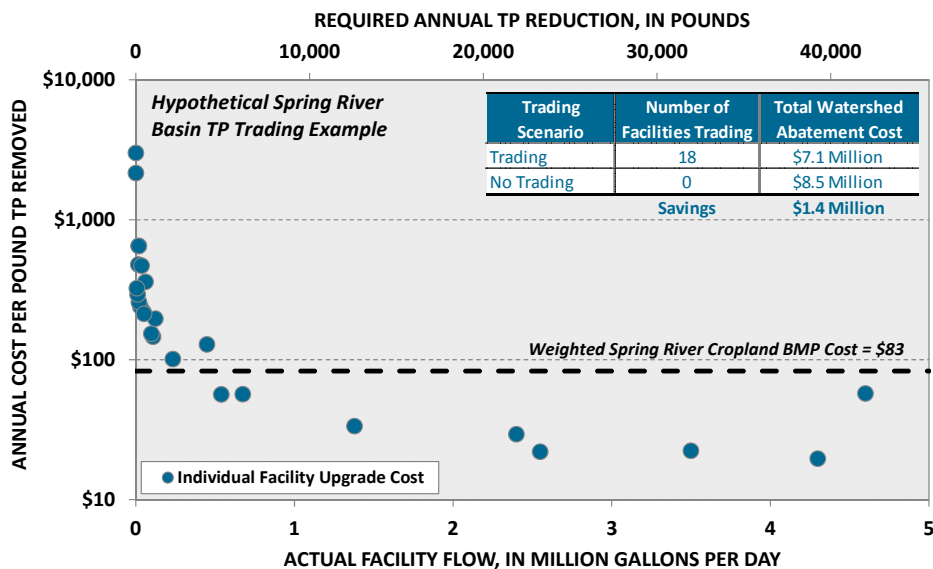 REQUIRED ANNUAL TP REDUCTION, IN POUNDS
0 10,000 20,000 30,000 40,000
ANNUAL COST PER POUND TP REMOVED
$10,000
$1,000
$100
$10
Hypothetical Spring River
Basin TP Trading Example
Trading Scenario Number of Facilities Trading Total Watershed Abatement Cost
Trading 18 $7.1 Million
No Trading 0 $8.5 Million
Savings $1.4 Million
Weighted Spring River Cropland BMP Cost = $83
Individual Facility Upgrade Cost
0 1 2 3 4 5
ACTUAL FACILITY FLOW, IN MILLION GALLONS PER DAY